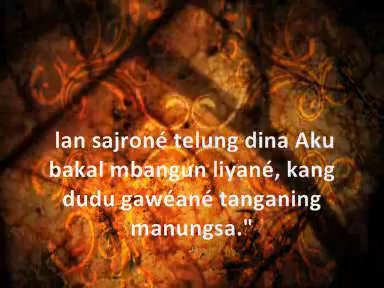 lan sajroné telung dina Aku
bakal mbangun liyané, kang
dudu gawéané tanganing
manungsa."